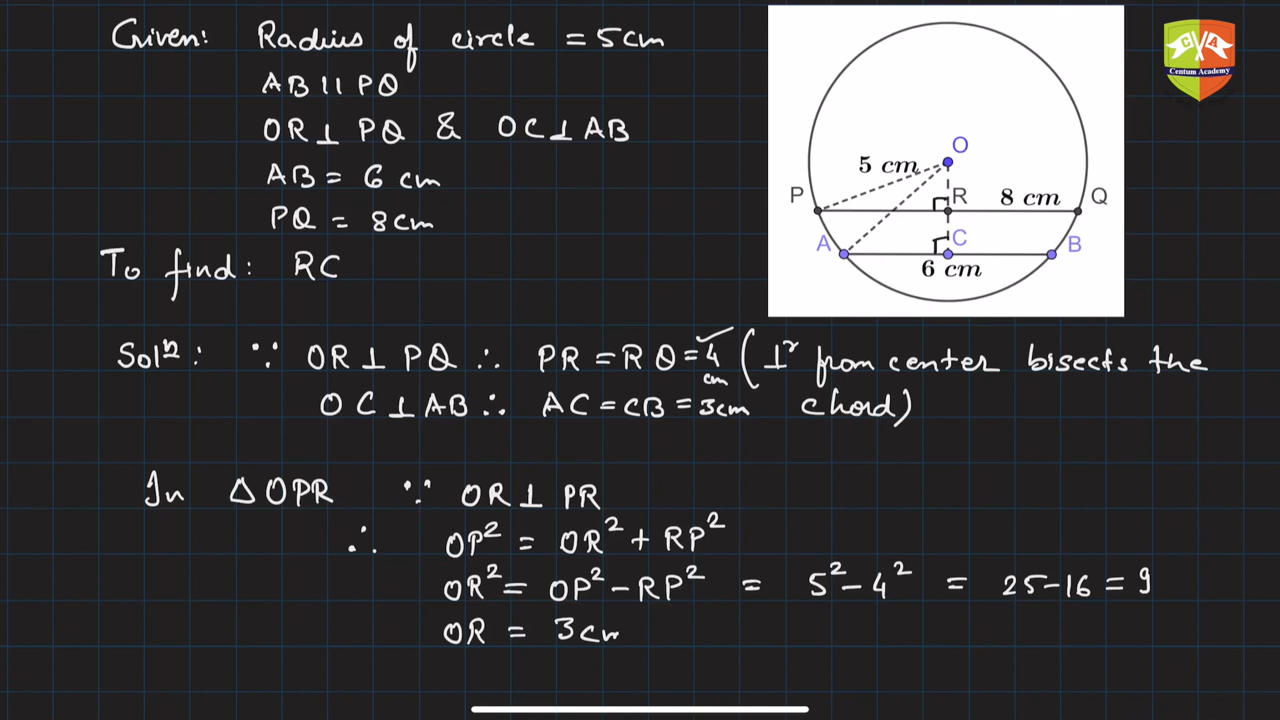 Given: Radius of circle = 5cm
AB || PQ
OR ⊥ PQ & OC ⊥ AB
AB = 6 cm
PQ = 8cm
To find: RC
C A
Centum Academy
O
5 cm
P
R
8 cm
Q
A
C
B
6 cm
Solⁿ: ∵ OR ⊥ PQ ∴ PR = RQ = 4 cm (⊥ʳ from center bisects the
OC ⊥ AB ∴ AC = CB = 3cm chord)
In △OPR ∵ OR ⊥ PR
∴ OP² = OR² + RP²
OR² = OP² − RP² = 5² − 4² = 25 − 16 = 9
OR = 3cm